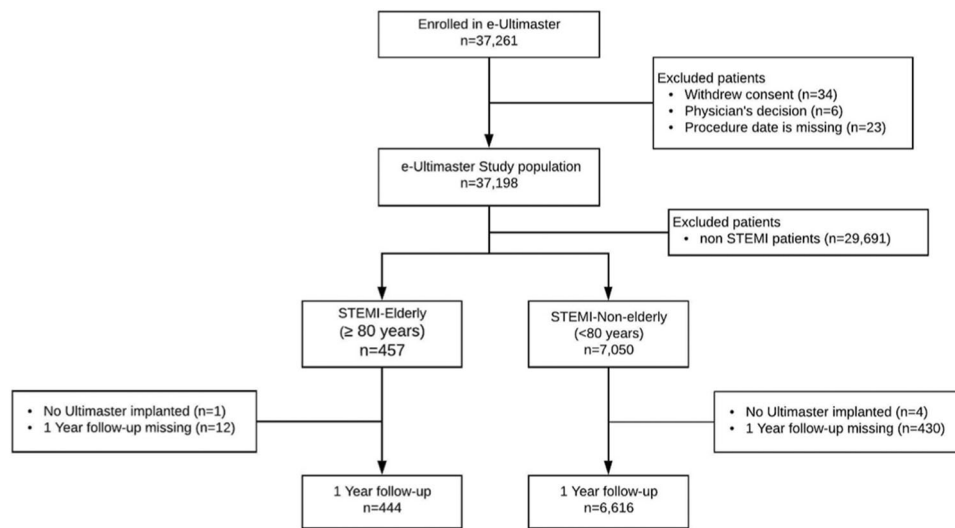 Enrolled in e-Ultimaster
n=37,261
Excluded patients
• Withdrew consent (n=34)
• Physician's decision (n=6)
• Procedure date is missing (n=23)
e-Ultimaster Study population
n=37,198
Excluded patients
• non STEMI patients (n=29,691)
STEMI-Elderly
(≥ 80 years)
n=457
STEMI-Non-elderly
(<80 years)
n=7,050
• No Ultimaster implanted (n=1)
• 1 Year follow-up missing (n=12)
• No Ultimaster implanted (n=4)
• 1 Year follow-up missing (n=430)
1 Year follow-up
n=444
1 Year follow-up
n=6,616